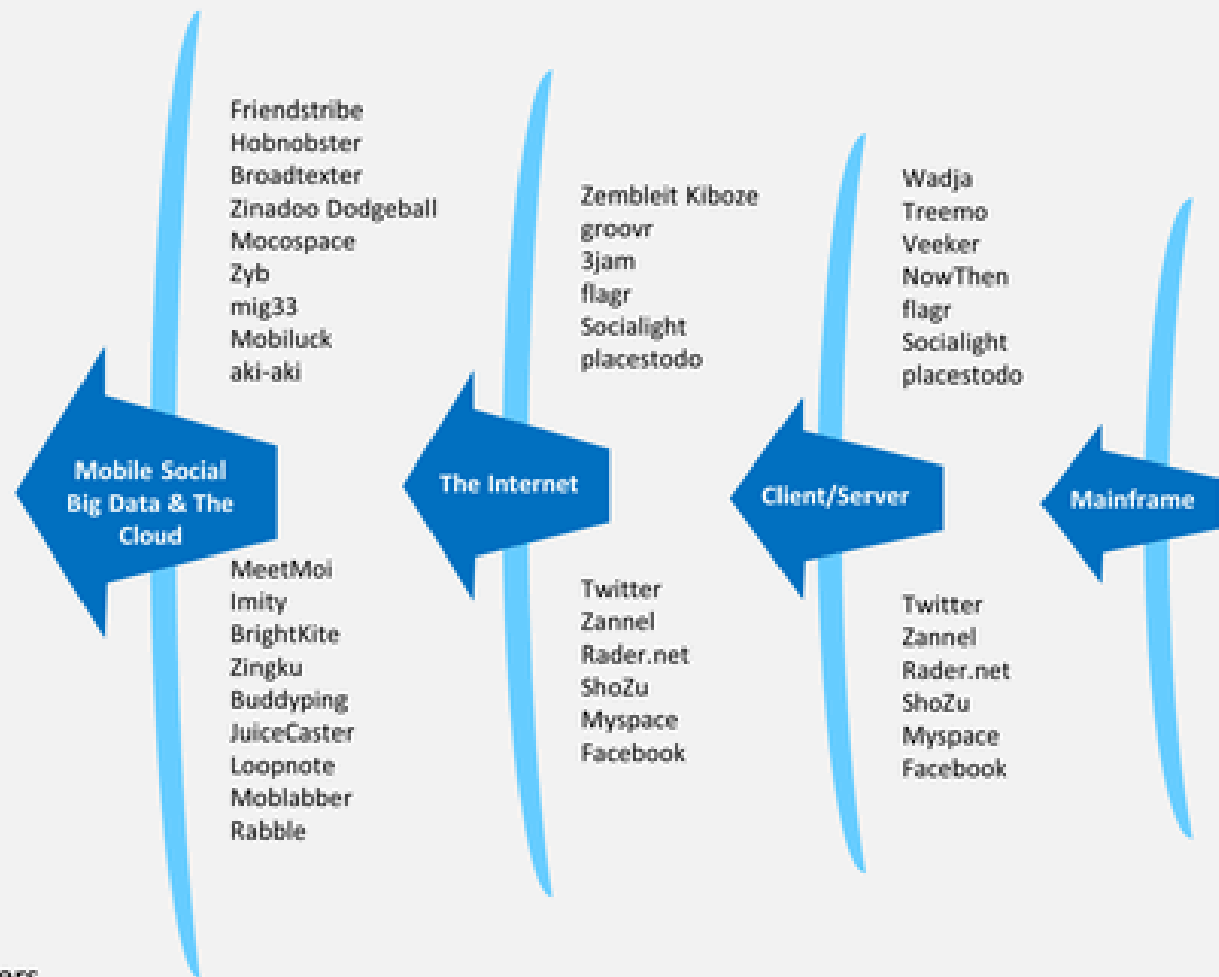 Friendstribe
Hobnobster
Broadtexter
Zinadoo Dodgeball
Mocospace
Zyb
mig33
Mobiluck
aki-aki
Mobile Social
Big Data & The
Cloud
MeetMoi
Imity
BrightKite
Zingku
Buddyping
JuiceCaster
Loopnote
Moblabber
Rabble
Zembleit Kiboze
groovr
3jam
flagr
Socialight
placestodo
The Internet
Twitter
Zannel
Rader.net
ShoZu
Myspace
Facebook
Wadja
Treemo
Veeker
NowThen
flagr
Socialight
placestodo
Client/Server
Twitter
Zannel
Rader.net
ShoZu
Myspace
Facebook
Mainframe